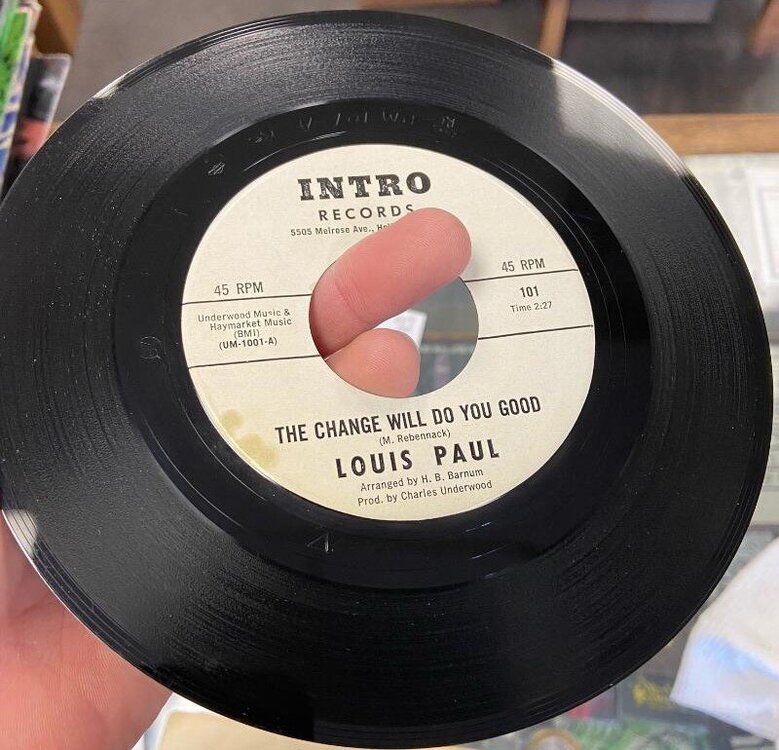 INTRO
RECORDS
5505 Melrose Ave.,
45 RPM
Underwood Music &
Haymarket Music
(BMI)
(UM-1001-A)
45 RPM
101
Time 2:27
THE CHANGE WILL DO YOU GOOD
(M. Rebennack)
LOUIS PAUL
Arranged by H. B. Barnum
Prod. by Charles Underwood